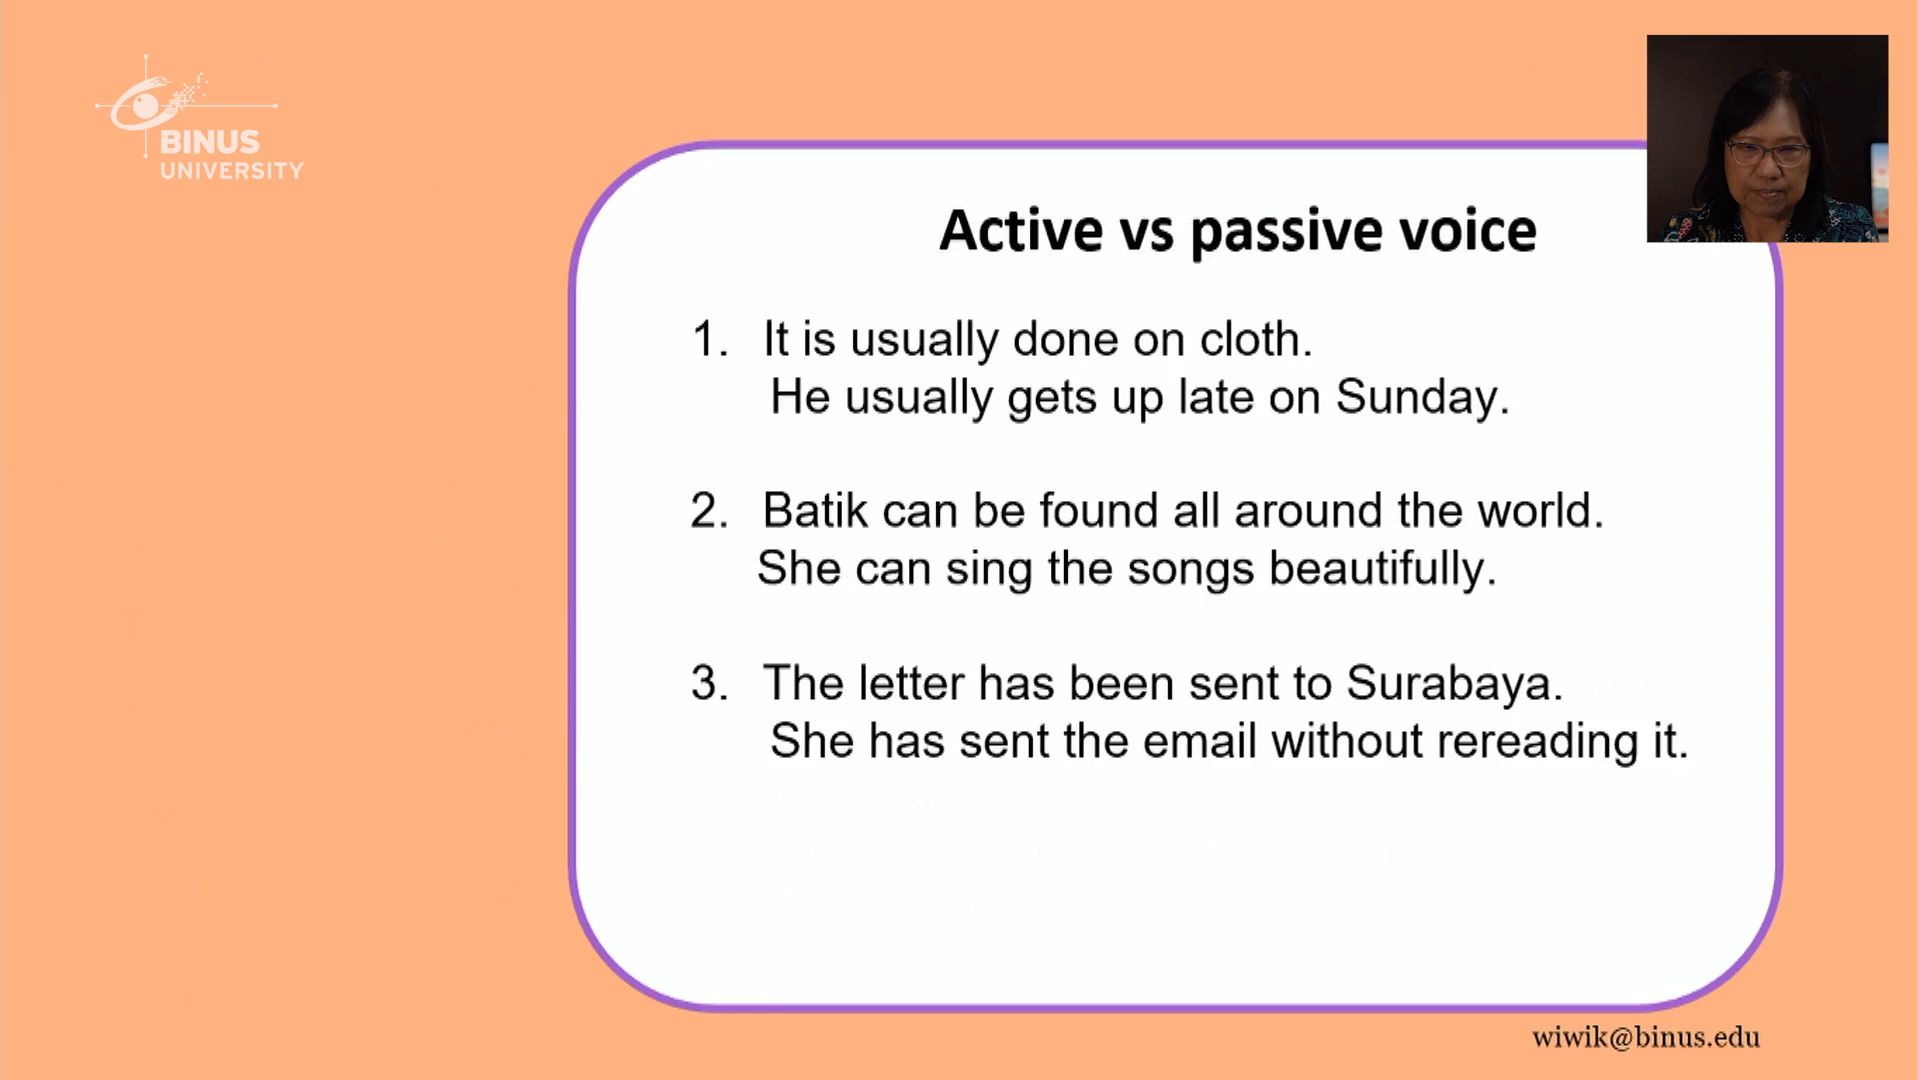 BINUS
UNIVERSITY
Active vs passive voice
1. It is usually done on cloth.
He usually gets up late on Sunday.
2. Batik can be found all around the world.
She can sing the songs beautifully.
3. The letter has been sent to Surabaya.
She has sent the email without rereading it.
wiwik@binus.edu